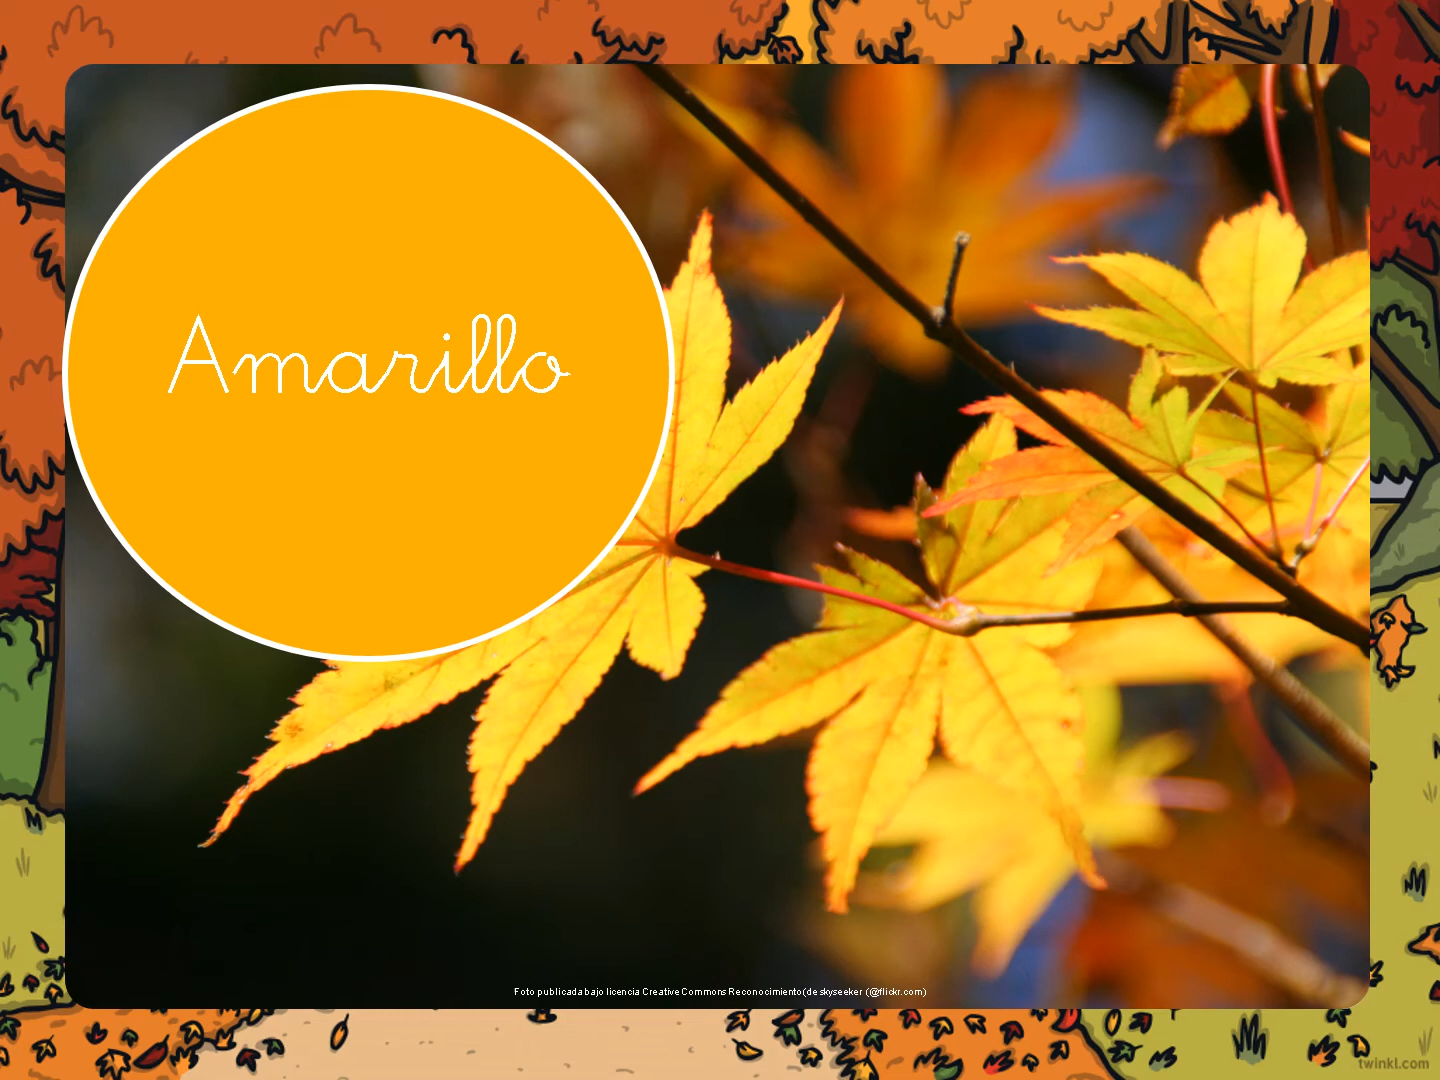 Amarillo
Foto publicada bajo licencia Creative Commons Reconocimiento(de skyseeker (@flickr.com)
twinkl.com